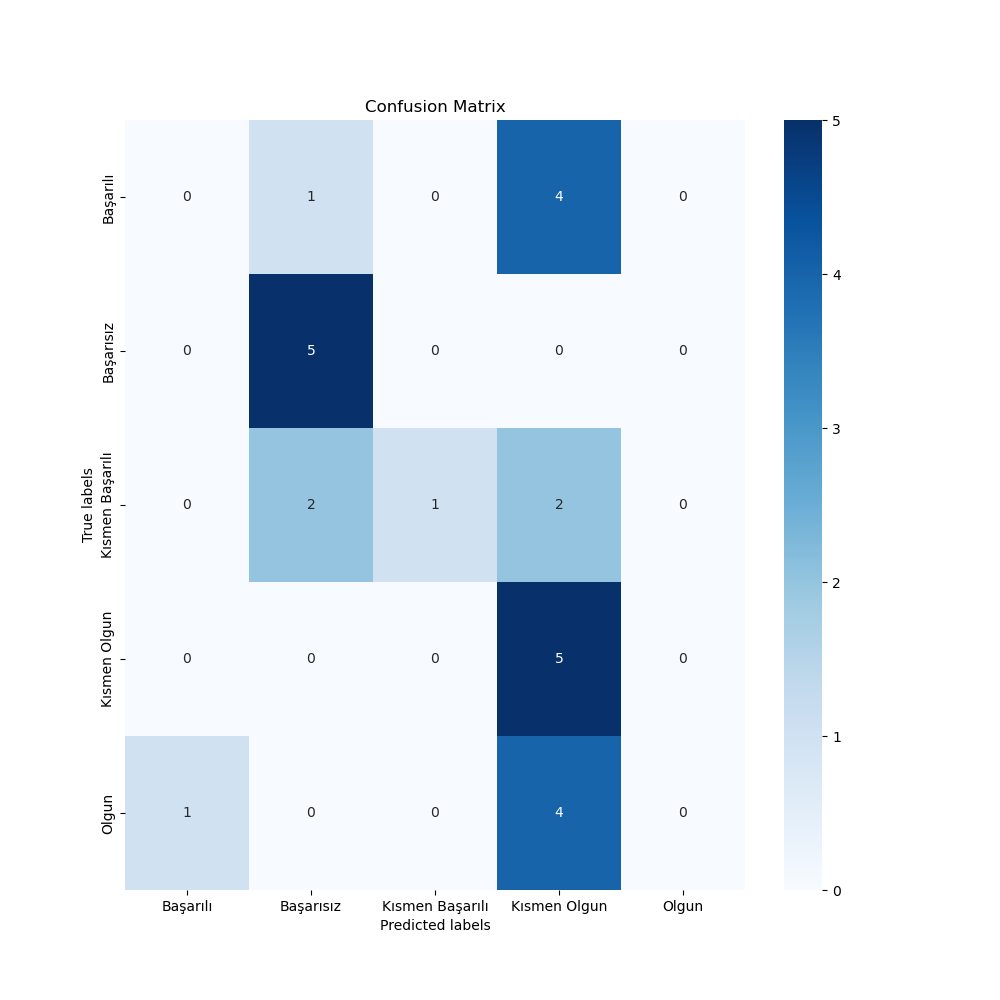 Confusion Matrix
True labels
Başarılı
0 1 0 4 0
Başarısız
0 5 0 0 0
Kısmen Başarılı
0 2 1 2 0
Kısmen Olgun
0 0 0 5 0
Olgun
1 0 0 4 0
Başarılı Başarısız Kısmen Başarılı Kısmen Olgun Olgun
Predicted labels
5
4
3
2
1
0